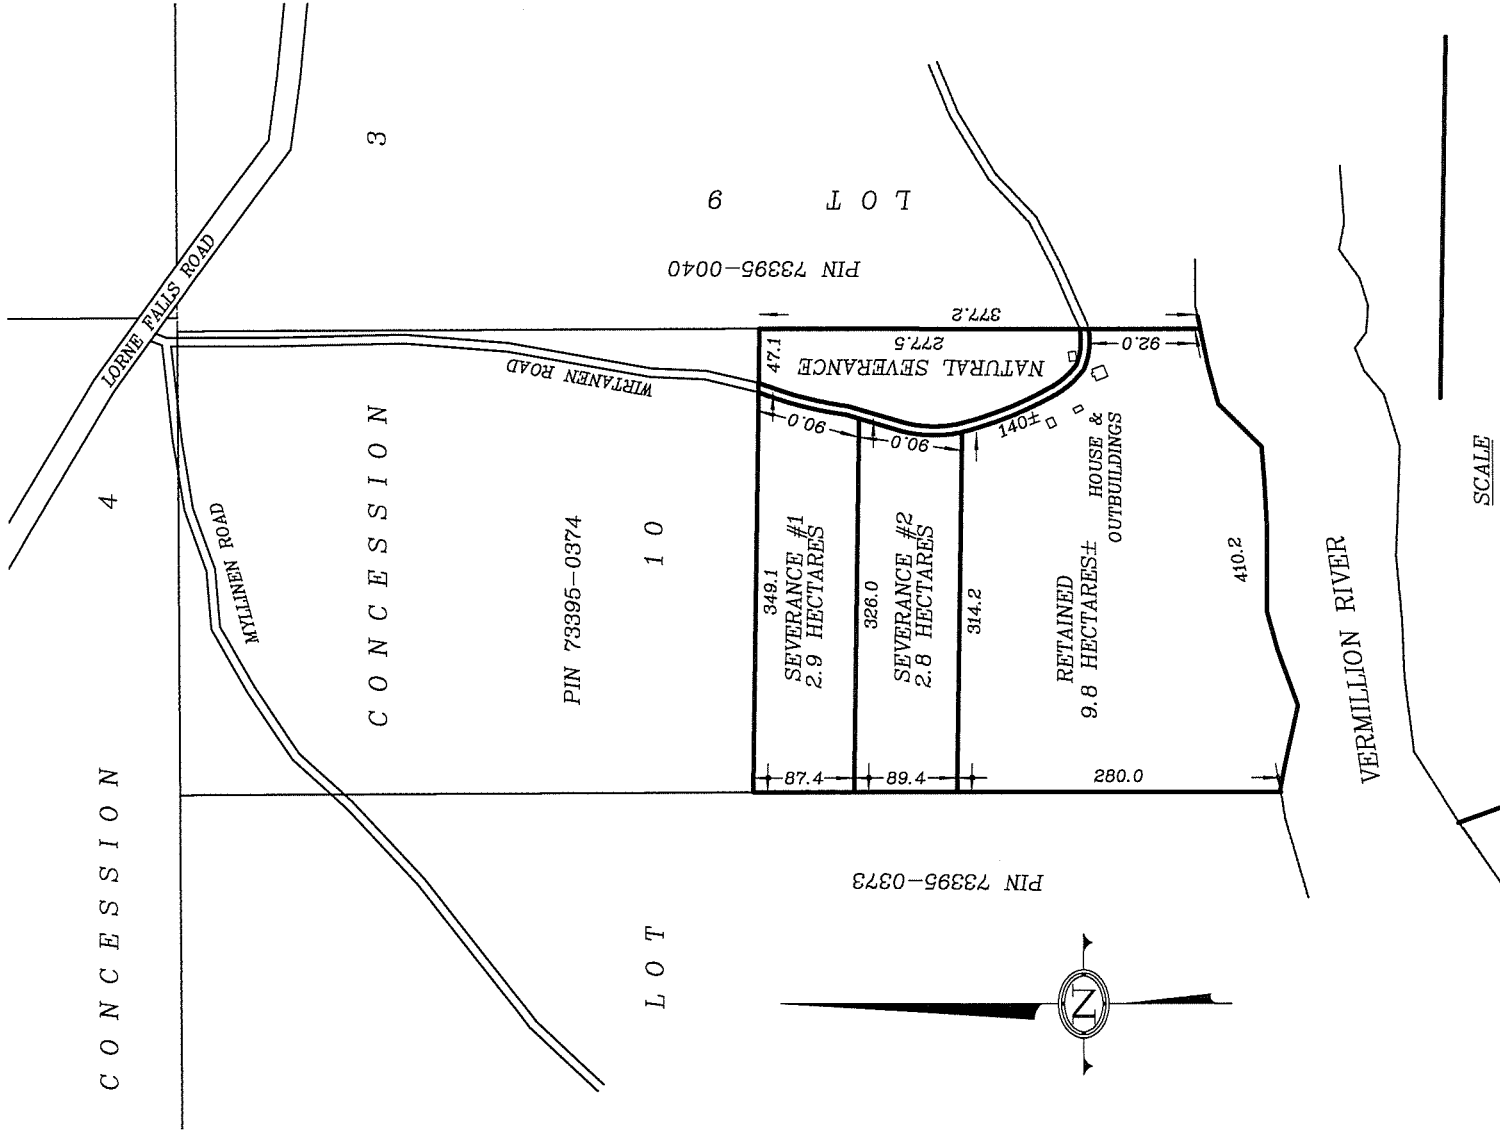 LORNE FALLS ROAD
3
LOT 9
PIN 73395-0040
4
CONCESSION
CONCESSION
MYLLINEN ROAD
WIRTANEN ROAD
PIN 73395-0374
LOT 10
377.2
277.5
NATURAL SEVERANCE
47.1
92.0
90.0
90.0
140±
HOUSE &
OUTBUILDINGS
349.1
SEVERANCE #1
2.9 HECTARES
326.0
SEVERANCE #2
2.8 HECTARES
314.2
RETAINED
9.8 HECTARES±
410.2
87.4
89.4
280.0
VERMILLION RIVER
PIN 73395-0373
N
SCALE